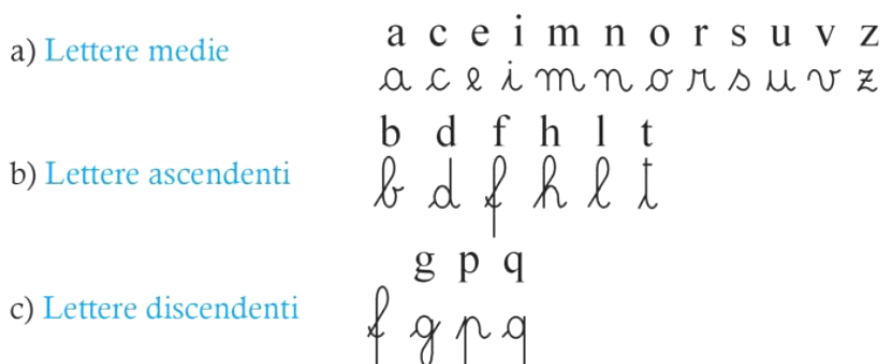 a c e i m n o r s u v z
a) Lettere medie
a c e i m n o r s u v z
b d f h l t
b) Lettere ascendenti
b d f h l t
g p q
c) Lettere discendenti
f g p q